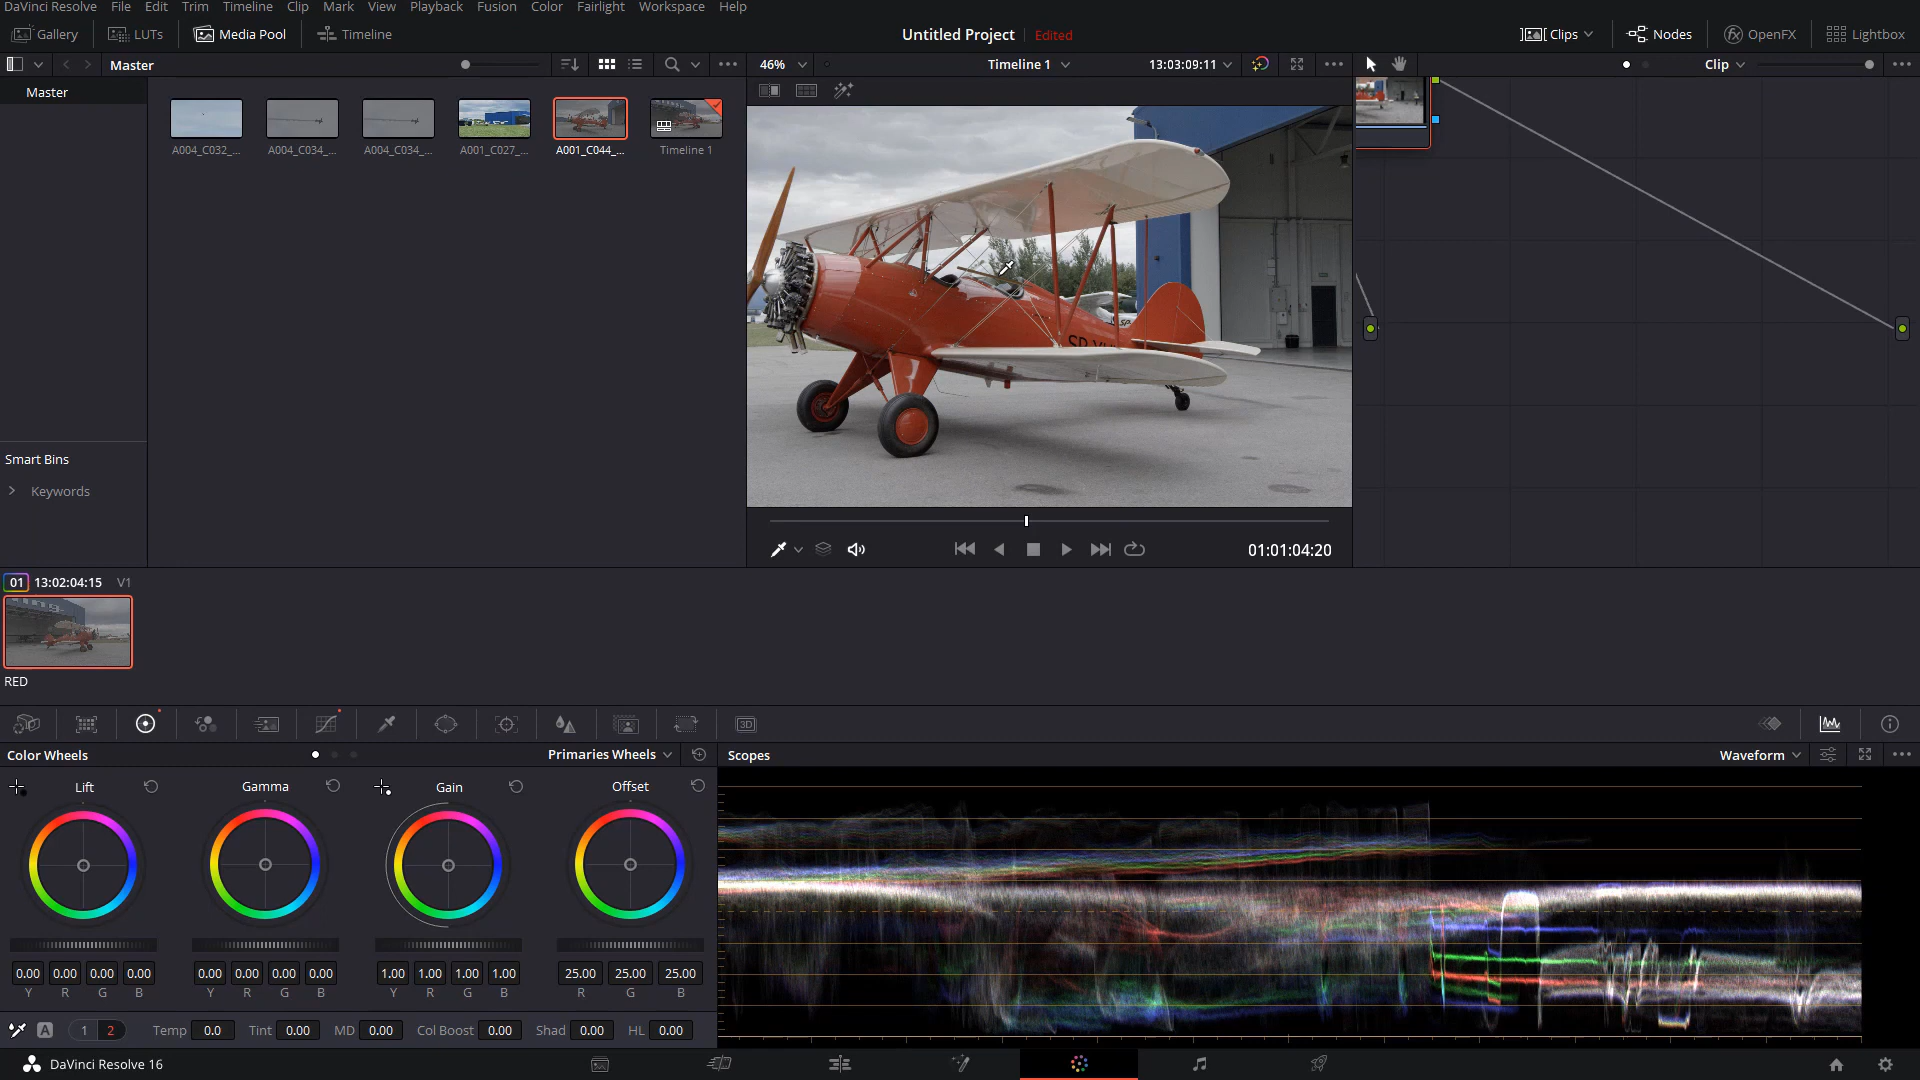 DaVinci Resolve File Edit Trim Timeline Clip Mark View Playback Fusion Color Fairlight Workspace Help
Gallery LUTs Media Pool Timeline Untitled Project Edited Clips Nodes OpenFX Lightbox
Master 46% Timeline 1 13:03:09:11 Clip
Master
A004_C032_... A004_C034_... A004_C034_... A001_C027_... A001_C044_... Timeline 1
Smart Bins
Keywords
01:01:04:20
01 13:02:04:15 V1
RED
3D
Color Wheels Primaries Wheels Scopes Waveform
Lift Gamma Gain Offset
0.00 0.00 0.00 0.00 0.00 0.00 0.00 0.00 1.00 1.00 1.00 1.00 25.00 25.00 25.00
Y R G B Y R G B Y R G B R G B
A 1 2 Temp 0.0 Tint 0.00 MD 0.00 Col Boost 0.00 Shad 0.00 HL 0.00
DaVinci Resolve 16